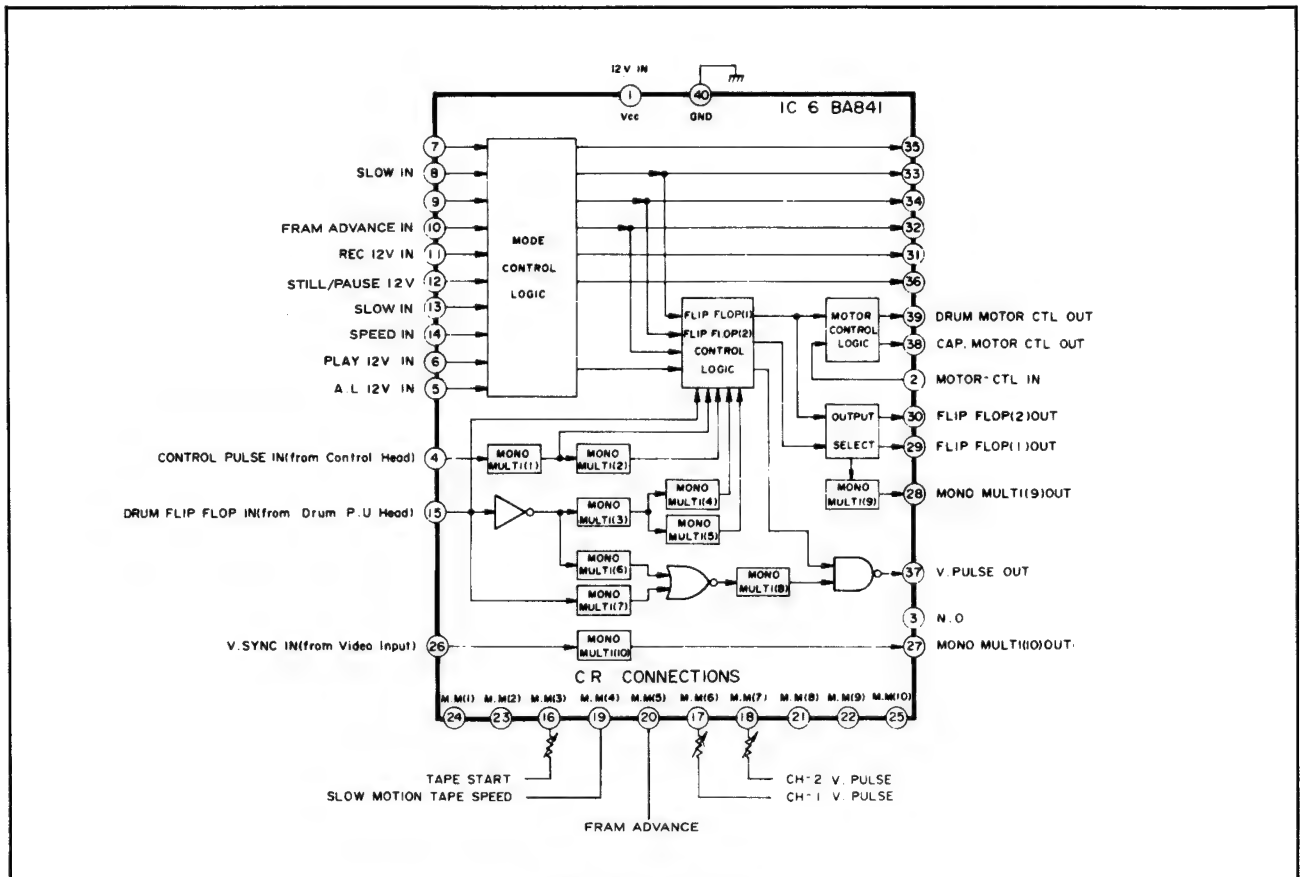 12V IN
1
Vcc
40
GND
IC 6 BA841
7
35
SLOW IN
8
33
9
34
FRAM ADVANCE IN
10
32
REC 12V IN
11
31
STILL/PAUSE 12V
12
36
SLOW IN
13
SPEED IN
14
PLAY 12V IN
6
A.L 12V IN
5
MODE
CONTROL
LOGIC
FLIP FLOP(1)
FLIP FLOP(2)
CONTROL
LOGIC
MOTOR
CONTROL
LOGIC
39
DRUM MOTOR CTL OUT
38
CAP. MOTOR CTL OUT
2
MOTOR-CTL IN
OUTPUT
SELECT
30
FLIP FLOP(2)OUT
29
FLIP FLOP(1)OUT
CONTROL PULSE IN(from Control Head)
4
MONO
MULTI(1)
MONO
MULTI(2)
MONO
MULTI(9)
28
MONO MULTI(9)OUT
DRUM FLIP FLOP IN(from Drum P.U Head)
15
MONO
MULTI(3)
MONO
MULTI(4)
MONO
MULTI(5)
MONO
MULTI(6)
MONO
MULTI(7)
MONO
MULTI(8)
37
V.PULSE OUT
3
N.O
V.SYNC IN(from Video Input)
26
MONO
MULTI(10)
27
MONO MULTI(10)OUT
CR CONNECTIONS
M.M(1) M.M(2) M.M(3) M.M(4) M.M(5) M.M(6) M.M(7) M.M(8) M.M(9) M.M(10)
24 23 16 19 20 17 18 21 22 25
TAPE START
CH-2 V. PULSE
SLOW MOTION TAPE SPEED
CH-1 V. PULSE
FRAM ADVANCE